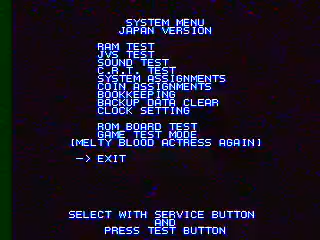 SYSTEM MENU
JAPAN VERSION
RAM TEST
JVS TEST
SOUND TEST
C.R.T. TEST
SYSTEM ASSIGNMENTS
COIN ASSIGNMENTS
BOOKKEEPING
BACKUP DATA CLEAR
CLOCK SETTING
ROM BOARD TEST
GAME TEST MODE
[MELTY BLOOD ACTRESS AGAIN]
-> EXIT
SELECT WITH SERVICE BUTTON
AND
PRESS TEST BUTTON